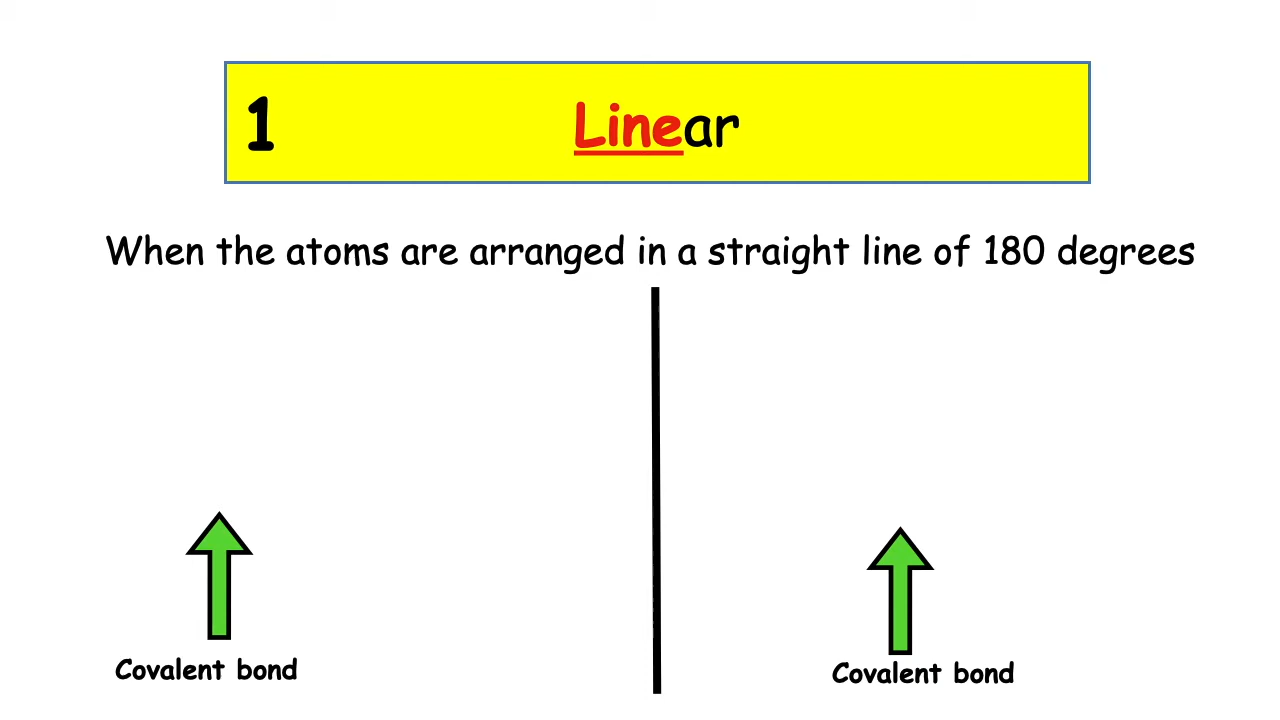 1 Linear
When the atoms are arranged in a straight line of 180 degrees
Covalent bond
Covalent bond